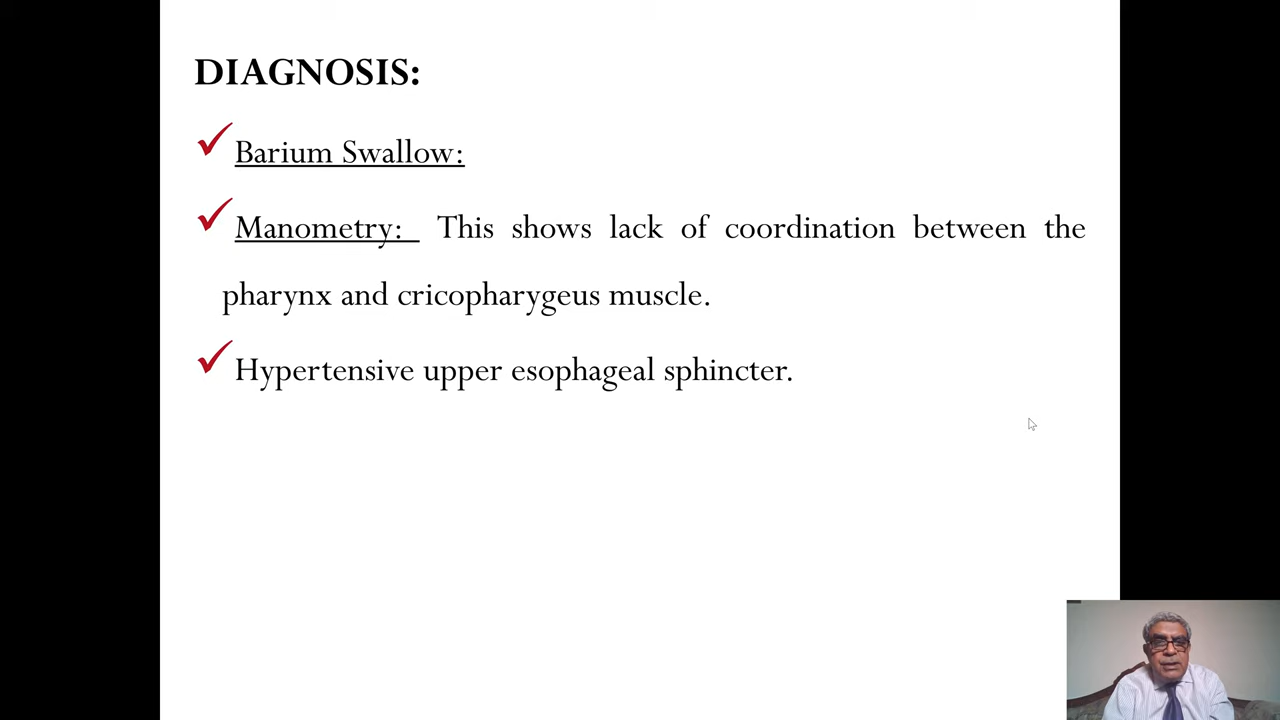 DIAGNOSIS:
Barium Swallow:
Manometry: This shows lack of coordination between the
pharynx and cricopharygeus muscle.
Hypertensive upper esophageal sphincter.